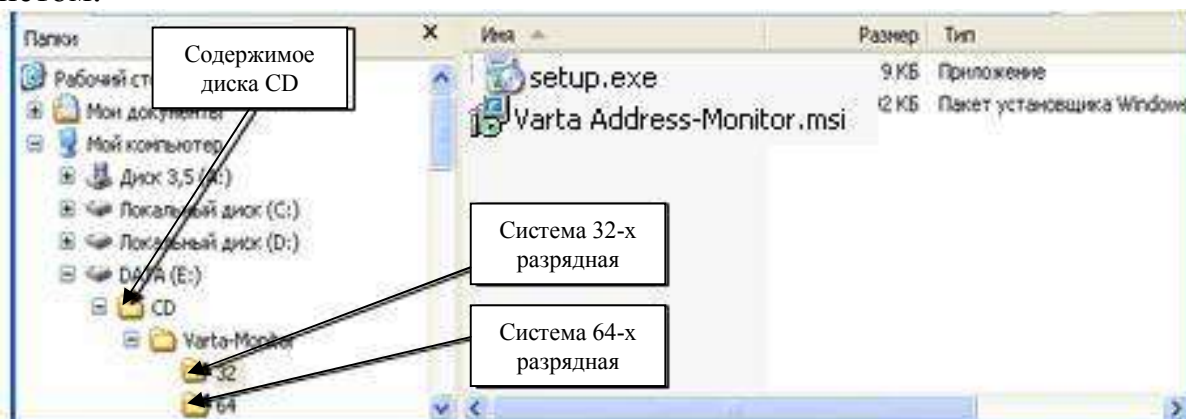 Папки
Рабочий ст
Мои документы
Мой компьютер
Диск 3,5 (A:)
Локальный диск (C:)
Локальный диск (D:)
DATA (E:)
CD
Varta-Monitor
32
64
Содержимое
диска CD
Имя Размер Тип
setup.exe 9 КБ Приложение
Varta Address-Monitor.msi 2 КБ Пакет установщика Windows
Система 32-х
разрядная
Система 64-х
разрядная